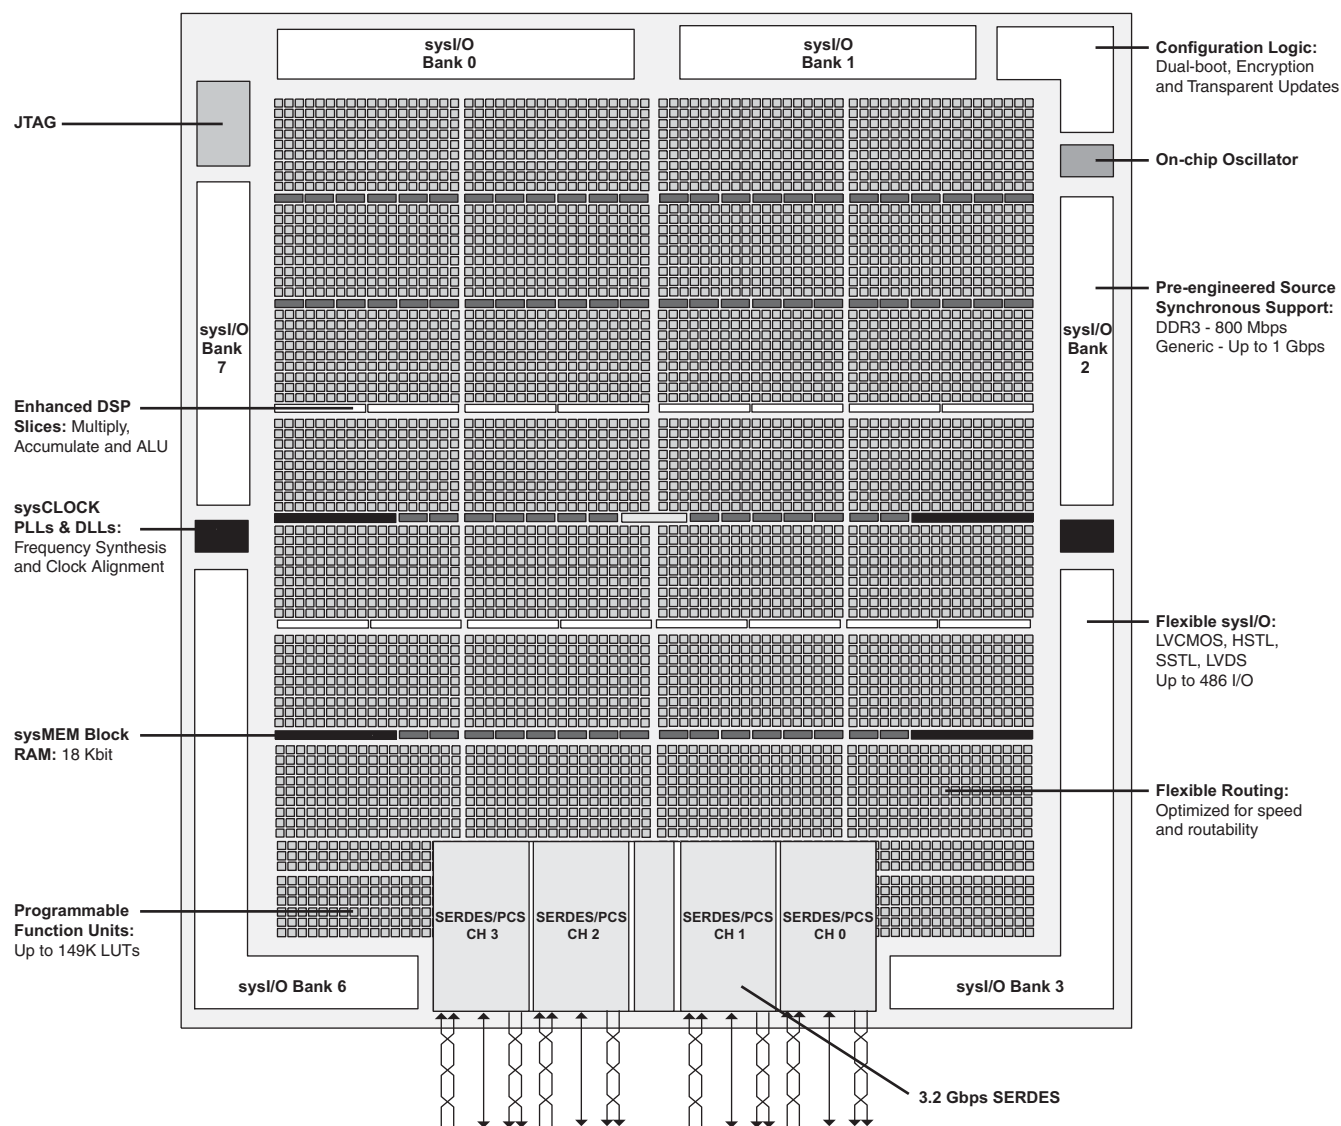 sysI/O
Bank 0
sysI/O
Bank 1
Configuration Logic:
Dual-boot, Encryption
and Transparent Updates
JTAG
On-chip Oscillator
sysI/O
Bank
7
Pre-engineered Source
Synchronous Support:
DDR3 - 800 Mbps
Generic - Up to 1 Gbps
sysI/O
Bank
2
Enhanced DSP
Slices: Multiply,
Accumulate and ALU
sysCLOCK
PLLs & DLLs:
Frequency Synthesis
and Clock Alignment
Flexible sysI/O:
LVCMOS, HSTL,
SSTL, LVDS
Up to 486 I/O
sysMEM Block
RAM: 18 Kbit
Flexible Routing:
Optimized for speed
and routability
Programmable
Function Units:
Up to 149K LUTs
SERDES/PCS
CH 3
SERDES/PCS
CH 2
SERDES/PCS
CH 1
SERDES/PCS
CH 0
sysI/O Bank 6
sysI/O Bank 3
3.2 Gbps SERDES